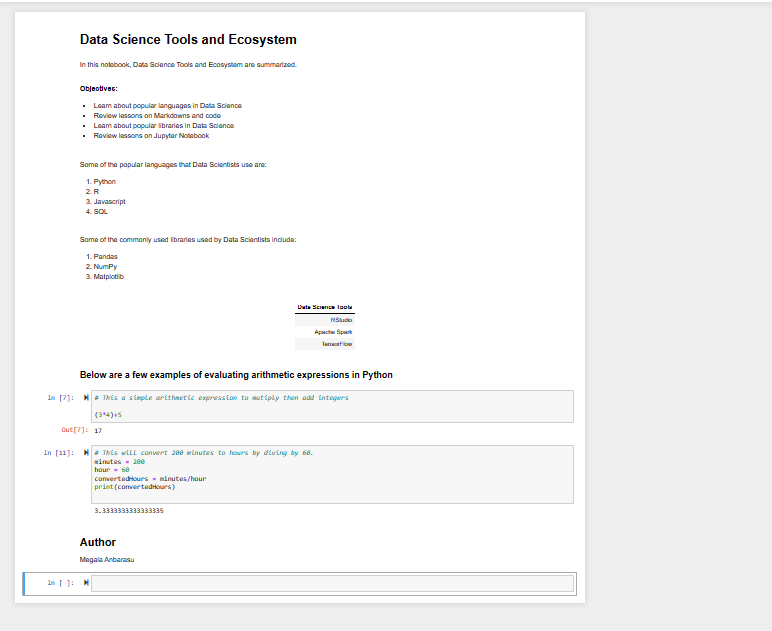 Data Science Tools and Ecosystem
In this notebook, Data Science Tools and Ecosystem are summarized.
Objectives:
• Learn about popular languages in Data Science
• Review lessons on Markdowns and code
• Learn about popular libraries in Data Science
• Review lessons on Jupyter Notebook
Some of the popular languages that Data Scientists use are:
1. Python
2. R
3. Javascript
4. SQL
Some of the commonly used libraries used by Data Scientists include:
1. Pandas
2. NumPy
3. Matplotlib
Data Science Tools
RStudio
Apache Spark
TensorFlow
Below are a few examples of evaluating arithmetic expressions in Python
In [7]: # This a simple arithmetic expression to mutiply then add integers
(3*4)+5
Out[7]: 17
In [11]: # This will convert 200 minutes to hours by diving by 60.
minutes = 200
hour = 60
convertedHours = minutes/hour
print(convertedHours)
3.3333333333333335
Author
Megala Anbarasu
In [ ]: